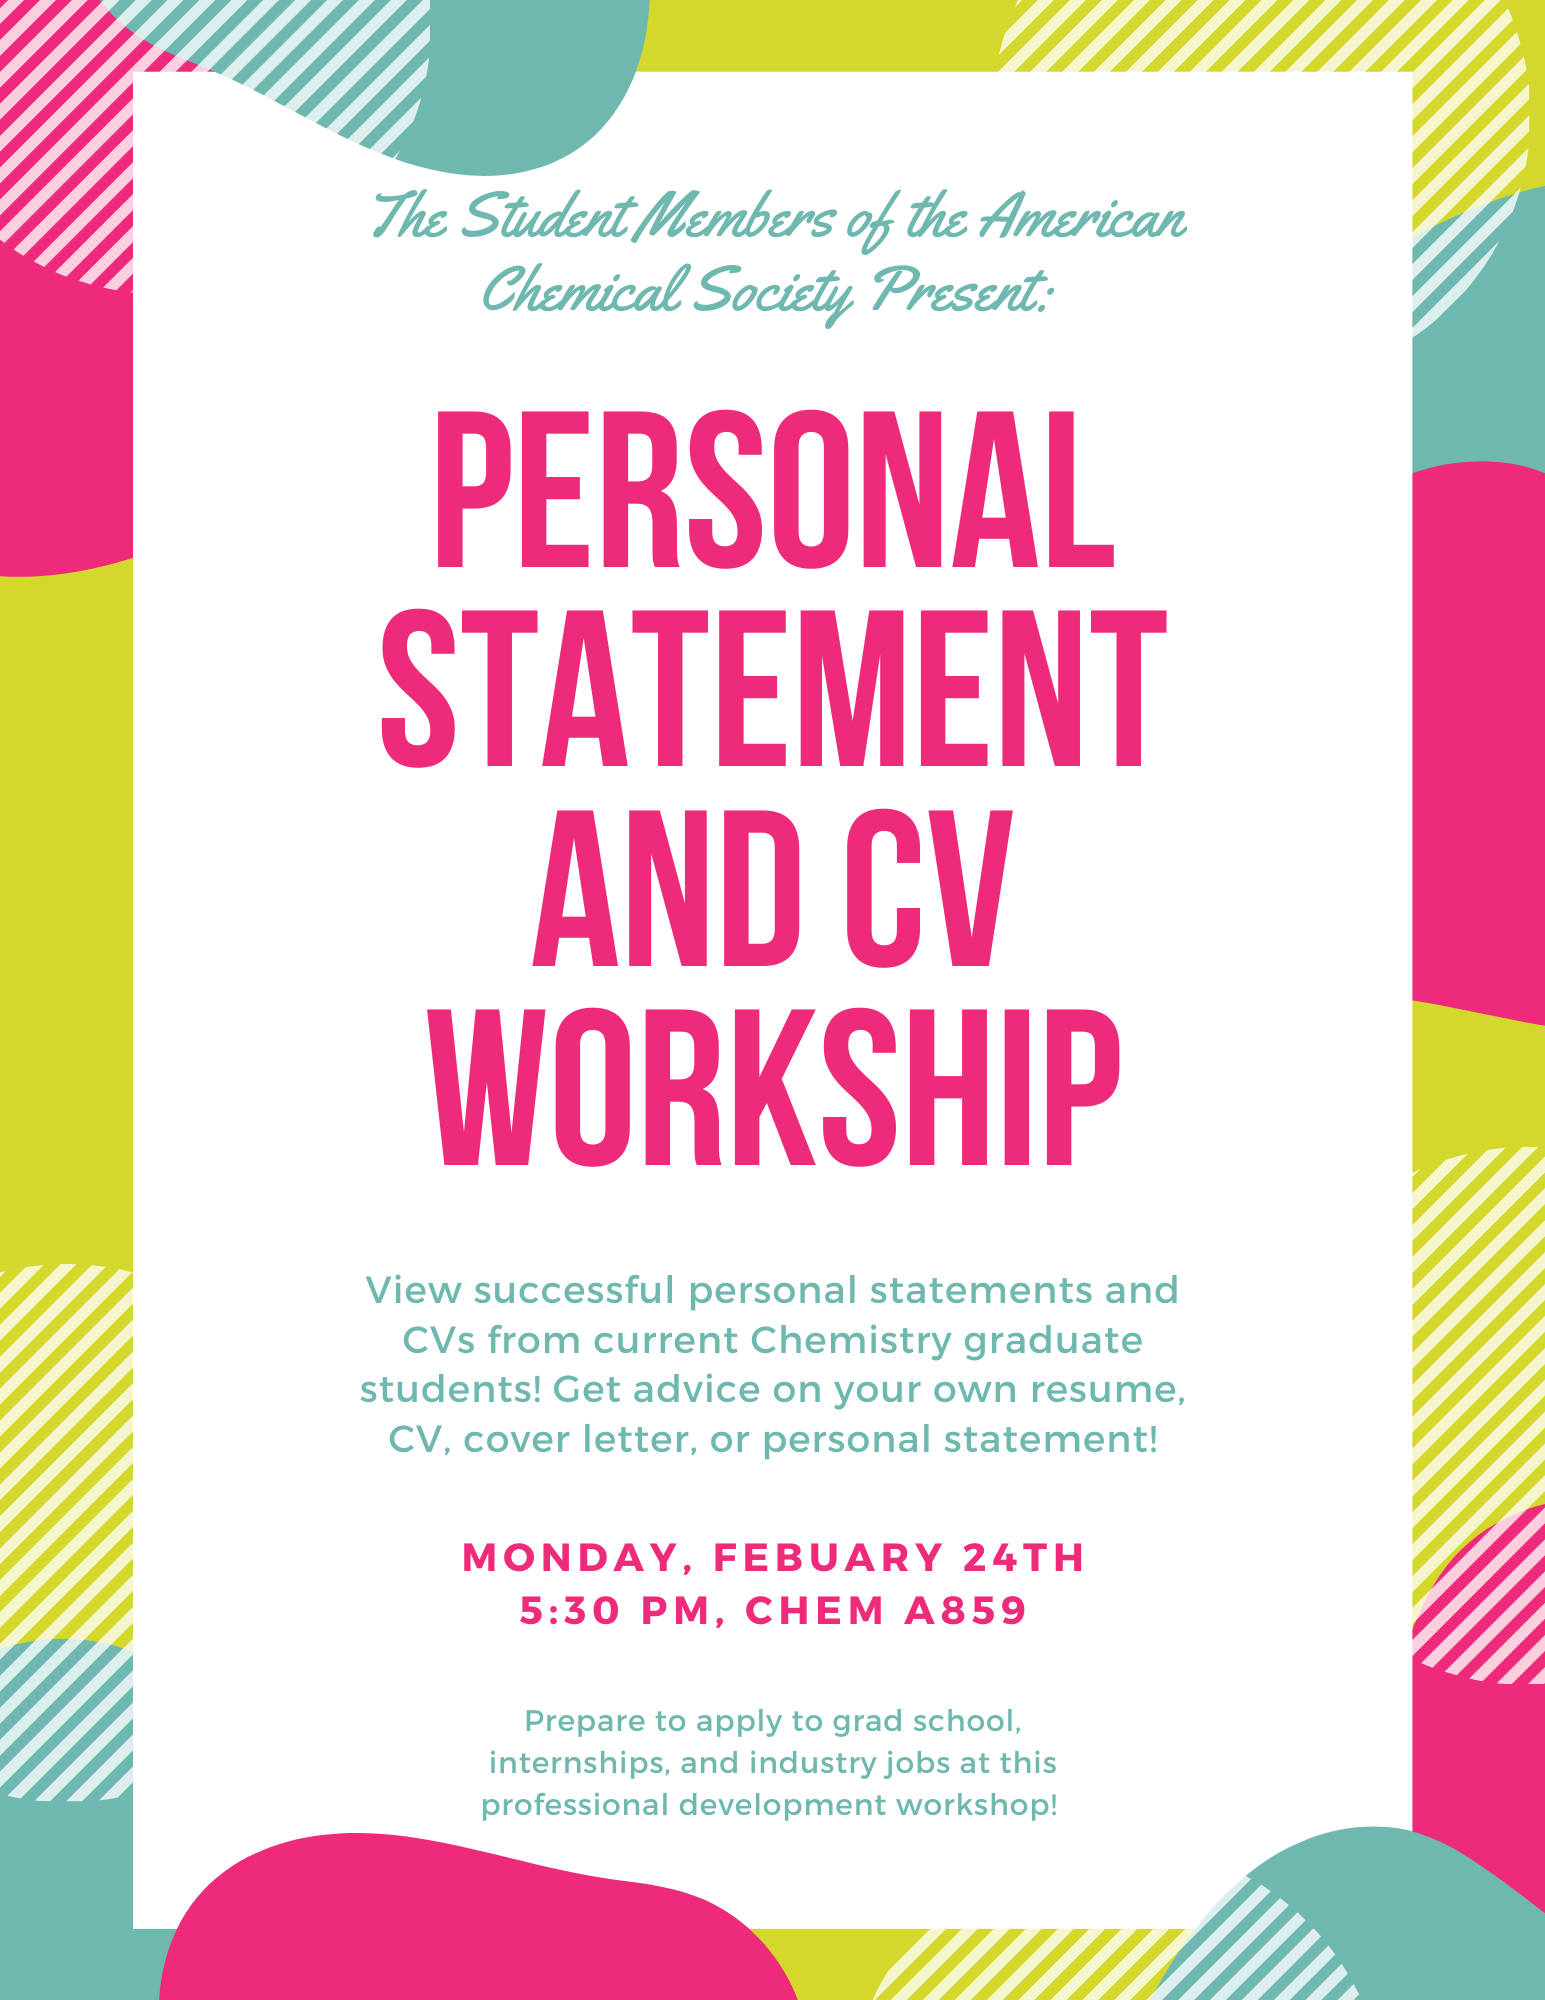 The Student Members of the American
Chemical Society Present:
PERSONAL
STATEMENT
AND CV
WORKSHIP
View successful personal statements and
CVs from current Chemistry graduate
students! Get advice on your own resume,
CV, cover letter, or personal statement!
MONDAY, FEBUARY 24TH
5:30 PM, CHEM A859
Prepare to apply to grad school,
internships, and industry jobs at this
professional development workshop!